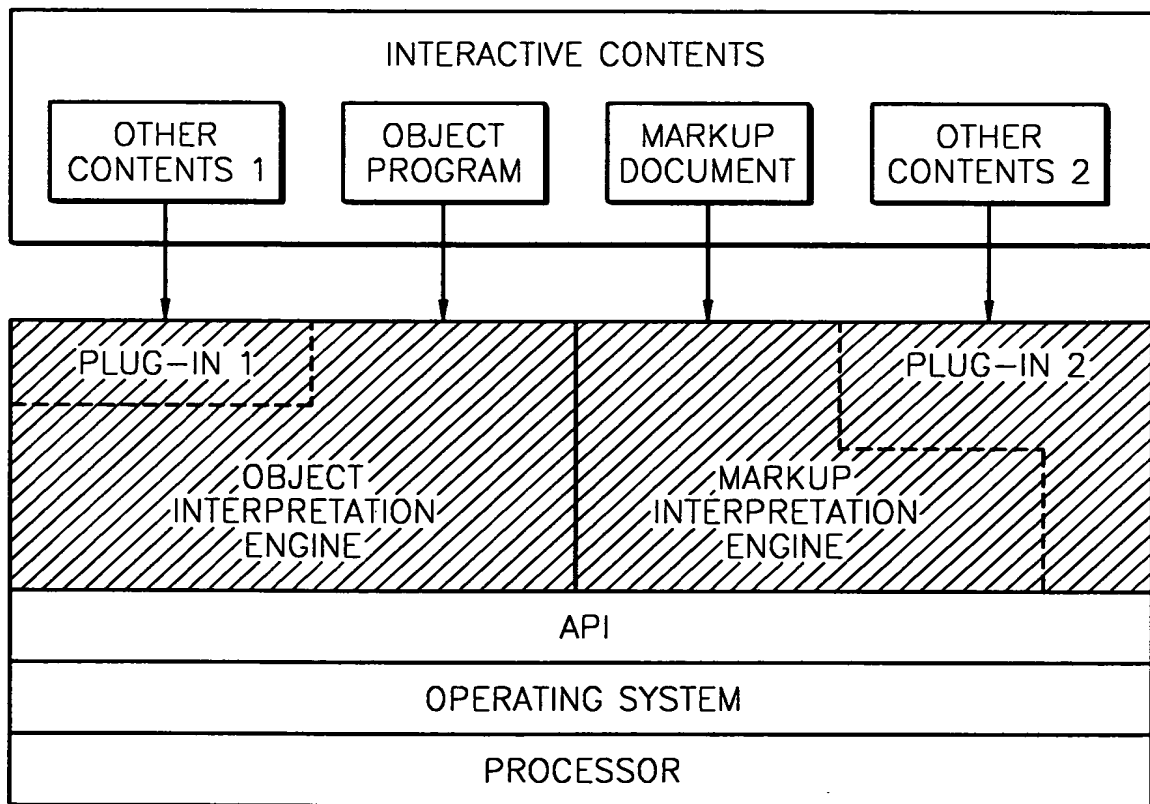 INTERACTIVE CONTENTS
OTHER
CONTENTS 1
OBJECT
PROGRAM
MARKUP
DOCUMENT
OTHER
CONTENTS 2
PLUG-IN 1
PLUG-IN 2
OBJECT
INTERPRETATION
ENGINE
MARKUP
INTERPRETATION
ENGINE
API
OPERATING SYSTEM
PROCESSOR